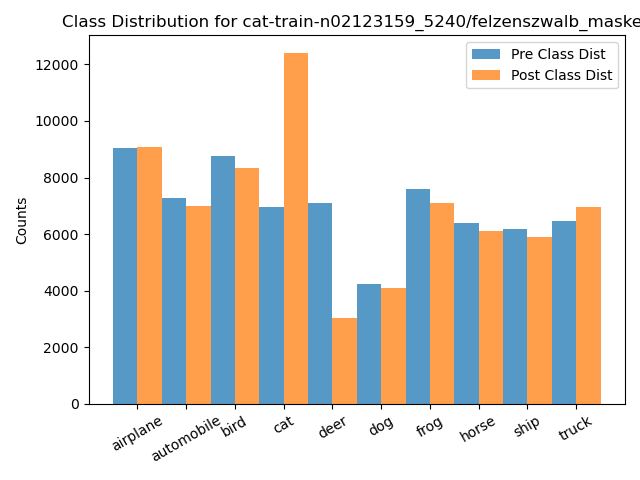 Class Distribution for cat-train-n02123159_5240/felzenszwalb_maske
Pre Class Dist
Post Class Dist
12000
10000
8000
6000
4000
2000
0
Counts
airplane
automobile
bird
cat
deer
dog
frog
horse
ship
truck